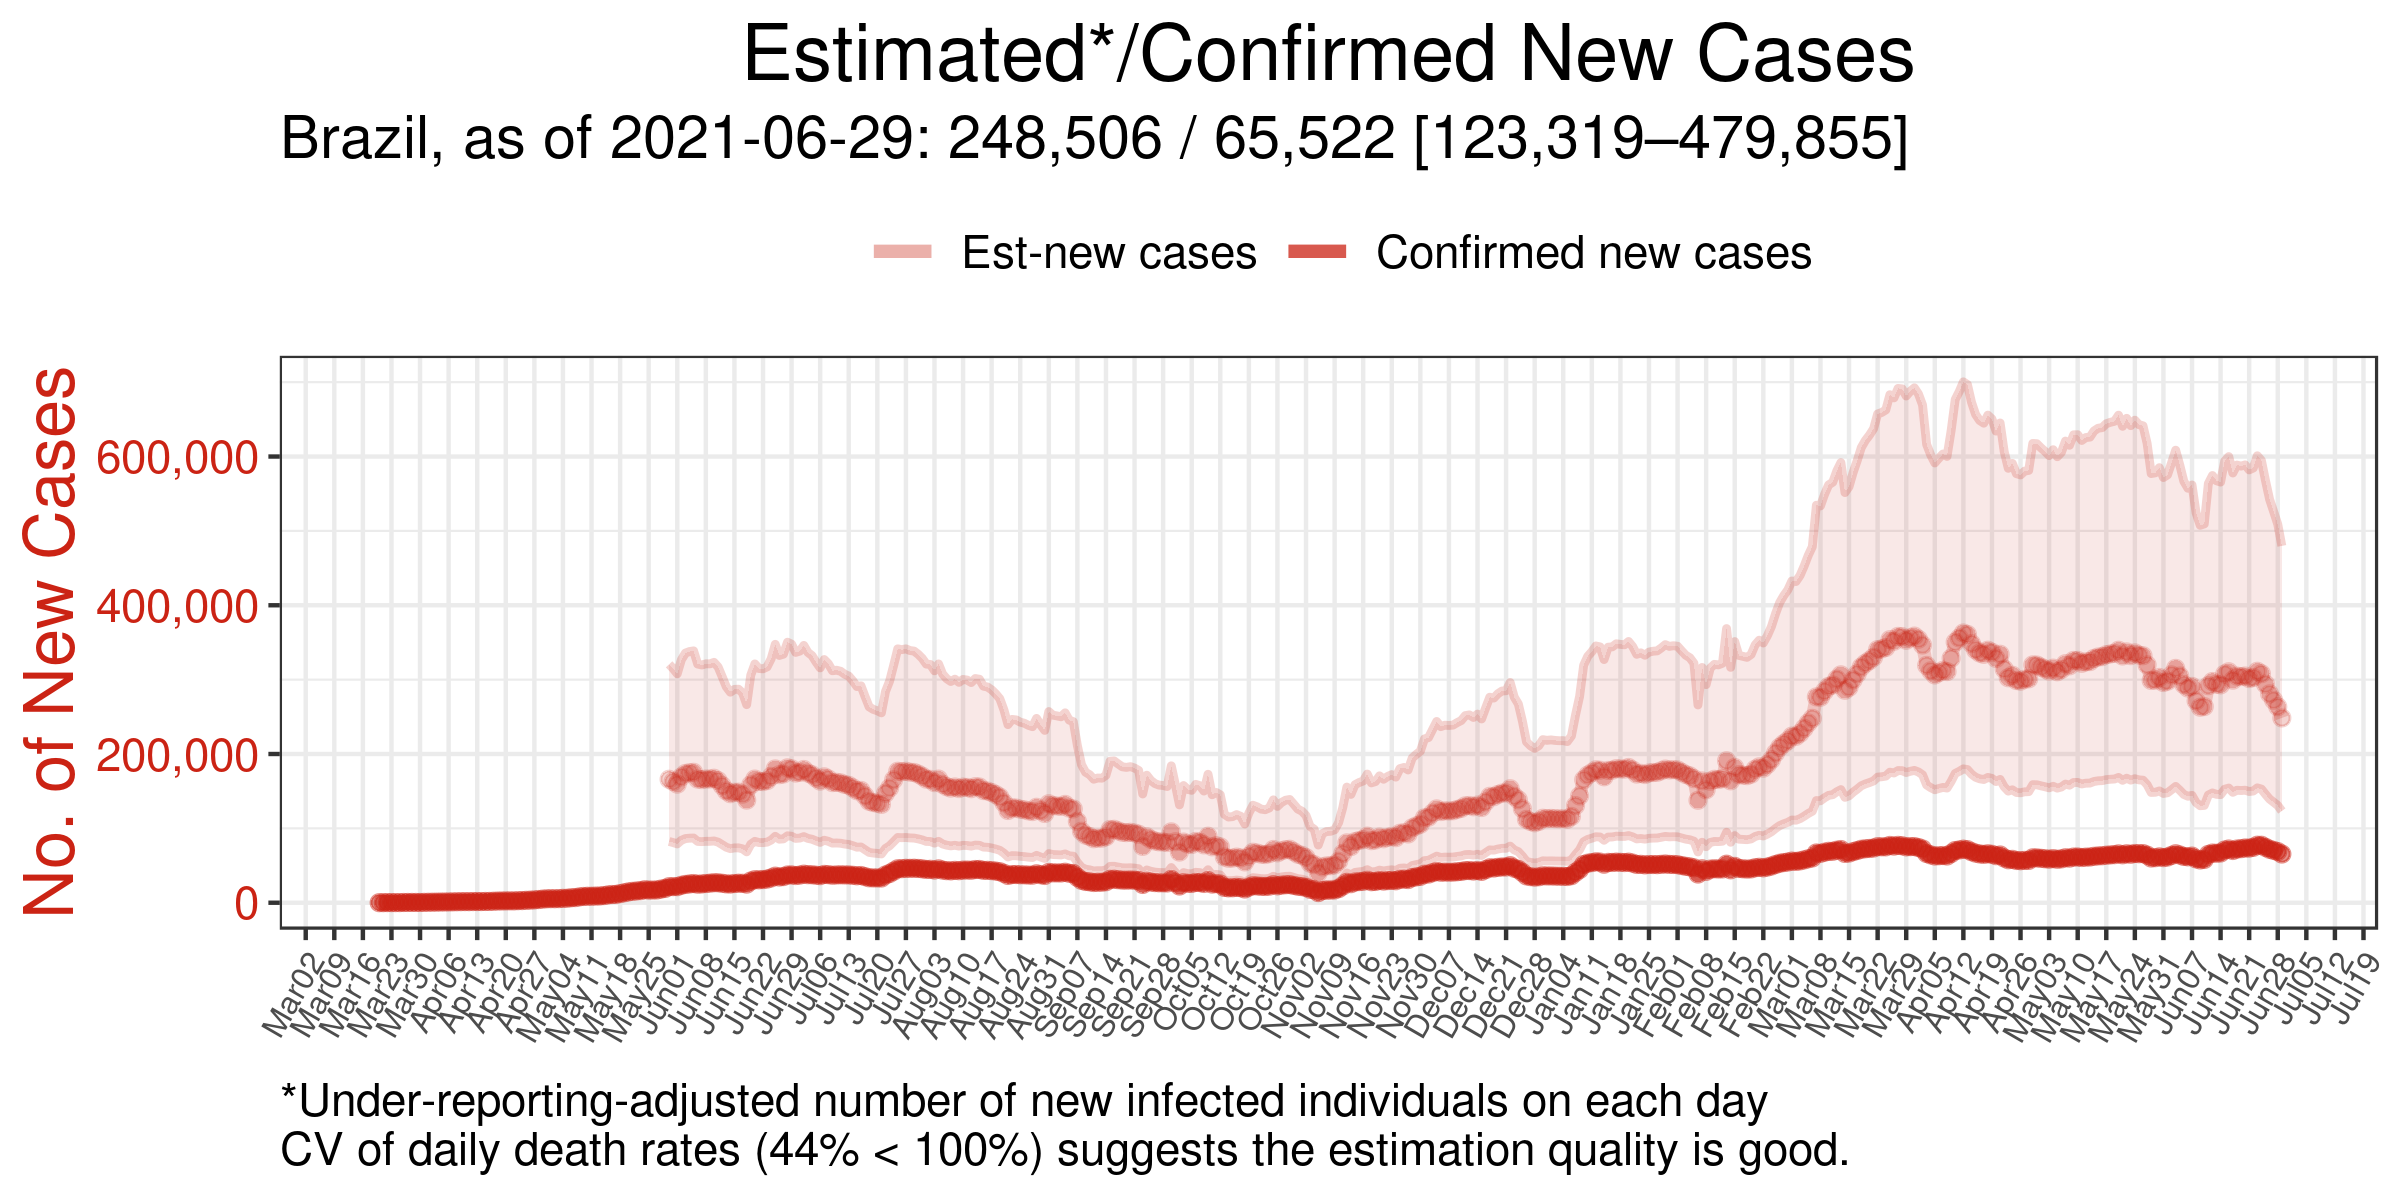 Estimated*/Confirmed New Cases
Brazil, as of 2021-06-29: 248,506 / 65,522 [123,319–479,855]
Est-new cases
Confirmed new cases
No. of New Cases
600,000
400,000
200,000
0
Mar02
Mar09
Mar16
Mar23
Mar30
Apr06
Apr13
Apr20
Apr27
May04
May11
May18
May25
Jun01
Jun08
Jun15
Jun22
Jun29
Jul06
Jul13
Jul20
Jul27
Aug03
Aug10
Aug17
Aug24
Aug31
Sep07
Sep14
Sep21
Sep28
Oct05
Oct12
Oct19
Oct26
Nov02
Nov09
Nov16
Nov23
Nov30
Dec07
Dec14
Dec21
Dec28
Jan04
Jan11
Jan18
Jan25
Feb01
Feb08
Feb15
Feb22
Mar01
Mar08
Mar15
Mar22
Mar29
Apr05
Apr12
Apr19
Apr26
May03
May10
May17
May24
May31
Jun07
Jun14
Jun21
Jun28
Jul05
Jul12
Jul19
*Under-reporting-adjusted number of new infected individuals on each day
CV of daily death rates (44% < 100%) suggests the estimation quality is good.